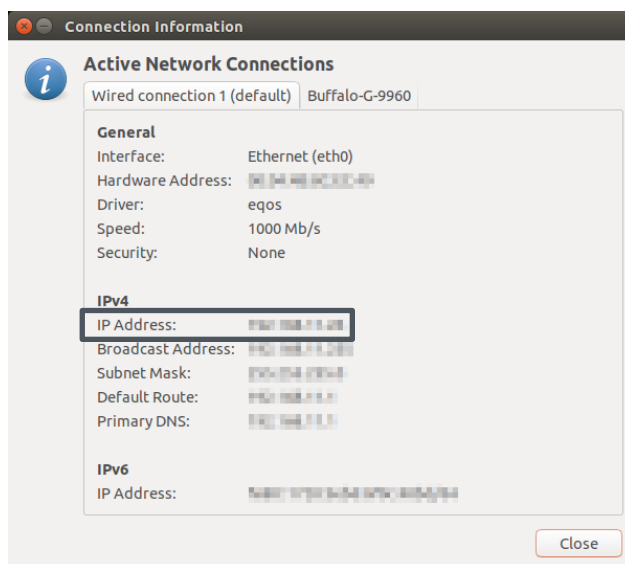 Connection Information
Active Network Connections
Wired connection 1 (default) Buffalo-G-9960
General
Interface: Ethernet (eth0)
Hardware Address:
Driver: eqos
Speed: 1000 Mb/s
Security: None
IPv4
IP Address:
Broadcast Address:
Subnet Mask:
Default Route:
Primary DNS:
IPv6
IP Address:
Close